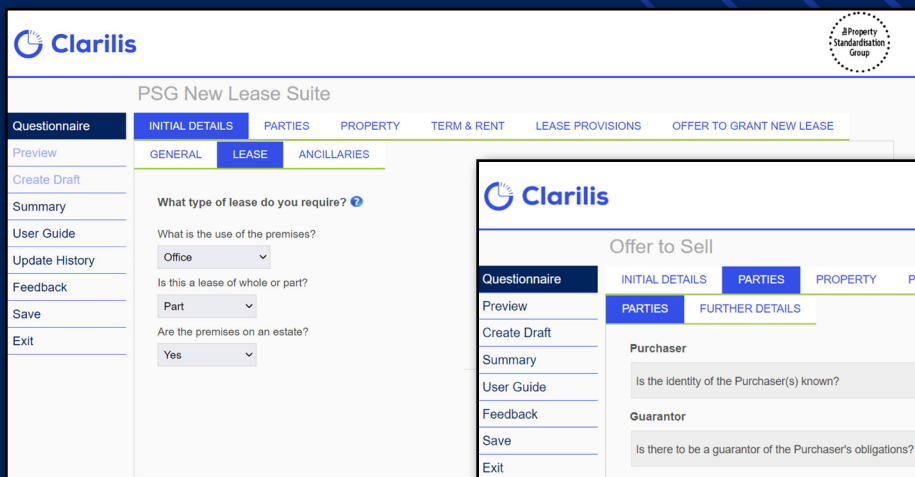 Clarilis
The
Property
Standardisation
Group
PSG New Lease Suite
Questionnaire
Preview
Create Draft
Summary
User Guide
Update History
Feedback
Save
Exit
INITIAL DETAILS PARTIES PROPERTY TERM & RENT LEASE PROVISIONS OFFER TO GRANT NEW LEASE
GENERAL LEASE ANCILLARIES
What type of lease do you require?
What is the use of the premises?
Office
Is this a lease of whole or part?
Part
Are the premises on an estate?
Yes
Clarilis
Offer to Sell
Questionnaire
Preview
Create Draft
Summary
User Guide
Feedback
Save
Exit
INITIAL DETAILS PARTIES PROPERTY P
PARTIES FURTHER DETAILS
Purchaser
Is the identity of the Purchaser(s) known?
Guarantor
Is there to be a guarantor of the Purchaser's obligations?